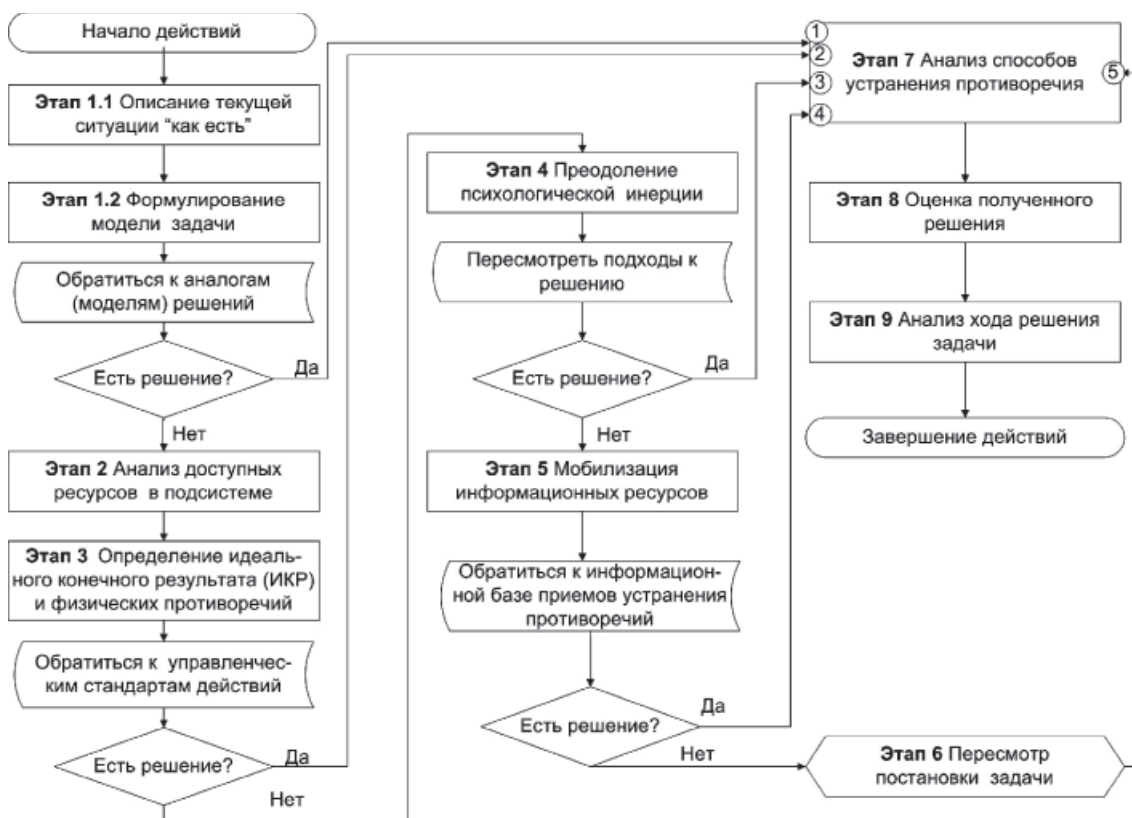 Начало действий
Этап 1.1 Описание текущей
ситуации “как есть”
Этап 1.2 Формулирование
модели задачи
Обратиться к аналогам
(моделям) решений
Есть решение?
Да
Нет
Этап 2 Анализ доступных
ресурсов в подсистеме
Этап 3 Определение идеаль-
ного конечного результата (ИКР)
и физических противоречий
Обратиться к управленчес-
ким стандартам действий
Есть решение?
Да
Нет
Этап 4 Преодоление
психологической инерции
Пересмотреть подходы к
решению
Есть решение?
Да
Нет
Этап 5 Мобилизация
информационных ресурсов
Обратиться к информацион-
ной базе приемов устранения
противоречий
Есть решение?
Да
Нет
Этап 6 Пересмотр
постановки задачи
1
2
3
4
5
Этап 7 Анализ способов
устранения противоречия
Этап 8 Оценка полученного
решения
Этап 9 Анализ хода решения
задачи
Завершение действий